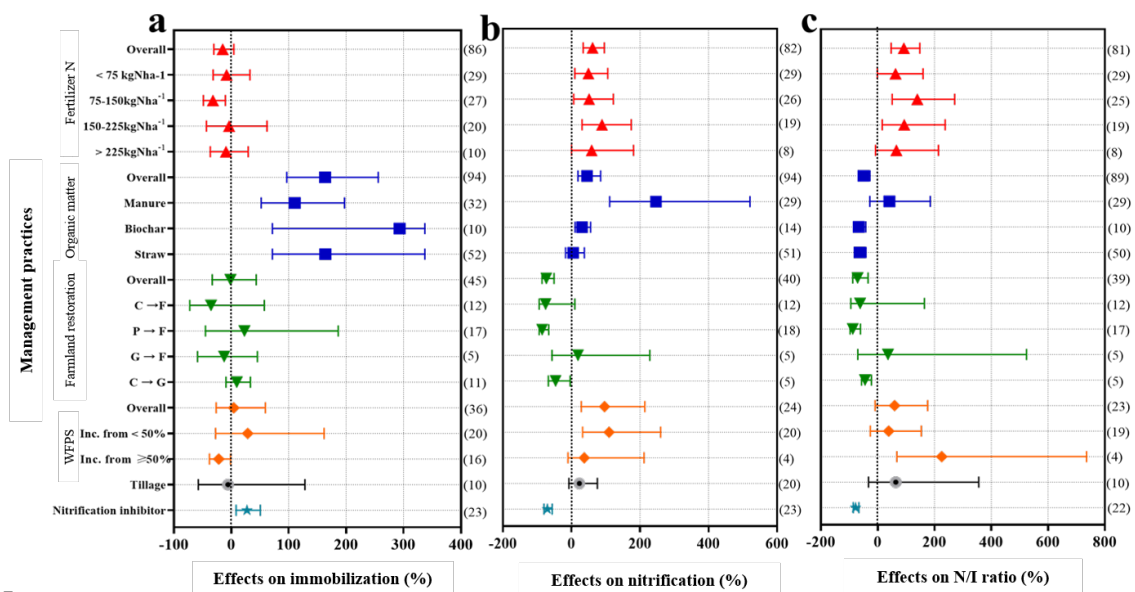 a
b
c
Management practices
Fertilizer N
Organic matter
Farmland restoration
WFPS
Overall
< 75 kgNha-1
75-150kgNha⁻¹
150-225kgNha⁻¹
> 225kgNha⁻¹
Overall
Manure
Biochar
Straw
Overall
C →F
P → F
G → F
C → G
Overall
Inc. from < 50%
Inc. from ≥50%
Tillage
Nitrification inhibitor
(86)
(29)
(27)
(20)
(10)
(94)
(32)
(10)
(52)
(45)
(12)
(17)
(5)
(11)
(36)
(20)
(16)
(10)
(23)
-100 0 100 200 300 400
Effects on immobilization (%)
(82)
(29)
(26)
(19)
(8)
(94)
(29)
(14)
(51)
(40)
(12)
(18)
(5)
(5)
(24)
(20)
(4)
(20)
(23)
-200 0 200 400 600
Effects on nitrification (%)
(81)
(29)
(25)
(19)
(8)
(89)
(29)
(10)
(50)
(39)
(12)
(17)
(5)
(5)
(23)
(19)
(4)
(10)
(22)
-200 0 200 400 600 800
Effects on N/I ratio (%)